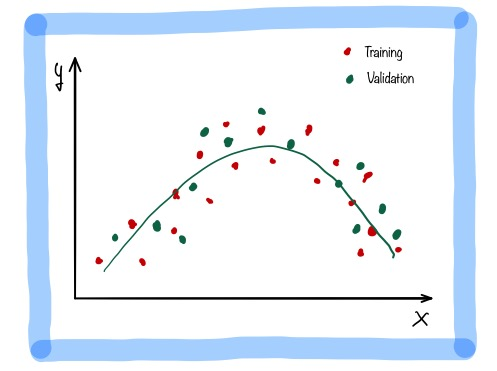 Training
y
Validation
X